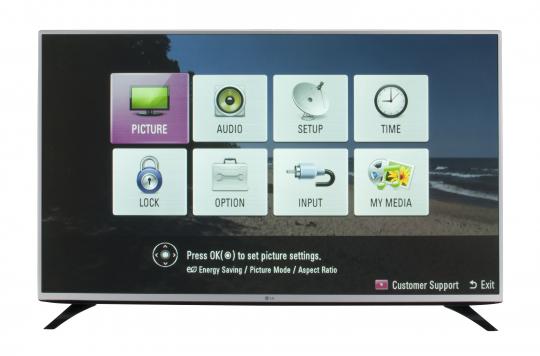 PICTURE AUDIO SETUP TIME
LOCK OPTION INPUT MY MEDIA
Press OK(◉) to set picture settings.
Energy Saving / Picture Mode / Aspect Ratio
Customer Support Exit
LG